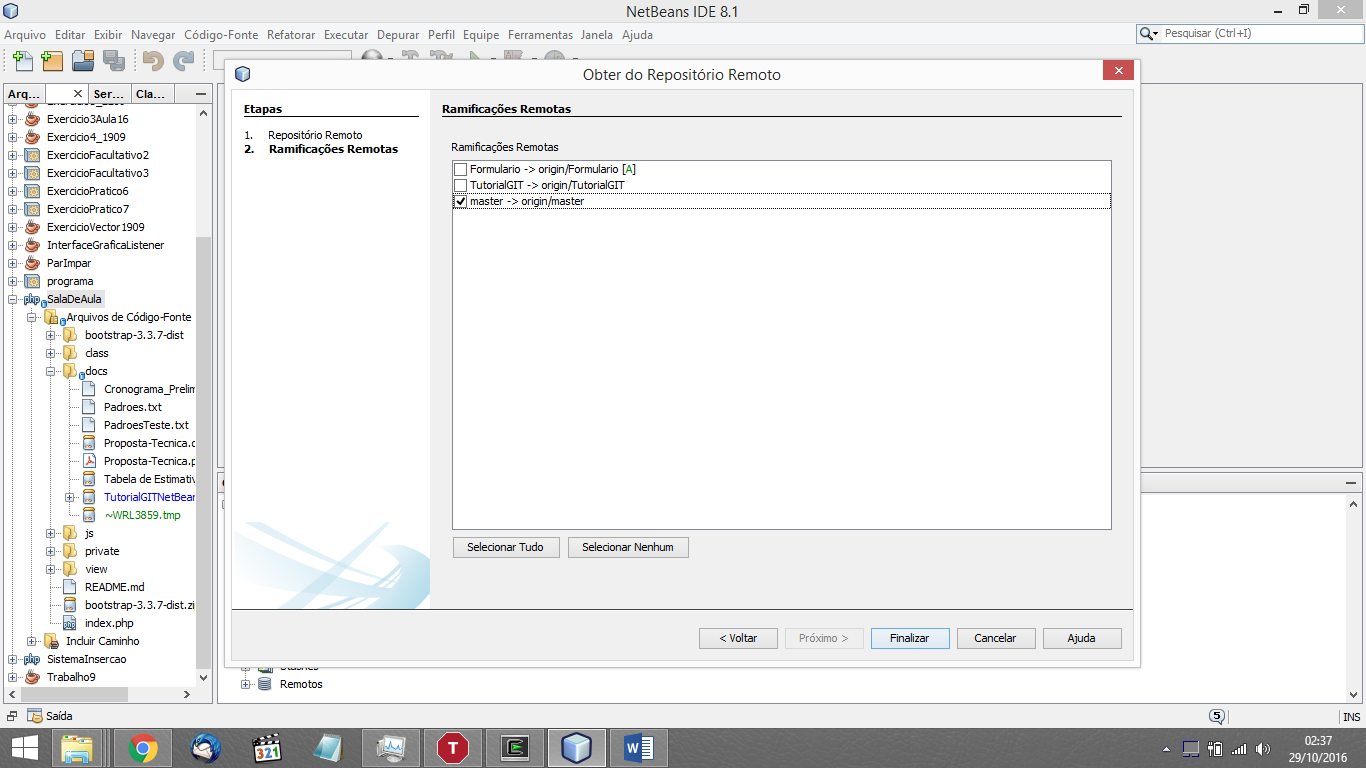 NetBeans IDE 8.1
Arquivo Editar Exibir Navegar Código-Fonte Refatorar Executar Depurar Perfil Equipe Ferramentas Janela Ajuda
Pesquisar (Ctrl+I)
Obter do Repositório Remoto
Arq... Ser... Cla...
Exercicio3Aula16
Exercicio4_1909
ExercicioFacultativo2
ExercicioFacultativo3
ExercicioPratico6
ExercicioPratico7
ExercicioVector1909
InterfaceGraficaListener
ParImpar
programa
SalaDeAula
Arquivos de Código-Fonte
bootstrap-3.3.7-dist
class
docs
Cronograma_Prelim
Padroes.txt
PadroesTeste.txt
Proposta-Tecnica.
Proposta-Tecnica.p
Tabela de Estimativ
TutorialGITNetBear
~WRL3859.tmp
js
private
view
README.md
bootstrap-3.3.7-dist.zi
index.php
Incluir Caminho
SistemaInsercao
Trabalho9
Etapas
1. Repositório Remoto
2. Ramificações Remotas
Ramificações Remotas
Ramificações Remotas
Formulario -> origin/Formulario [A]
TutorialGIT -> origin/TutorialGIT
master -> origin/master
Selecionar Tudo Selecionar Nenhum
< Voltar Próximo > Finalizar Cancelar Ajuda
Remotos
Saída
5
INS
321
T
02:37
29/10/2016